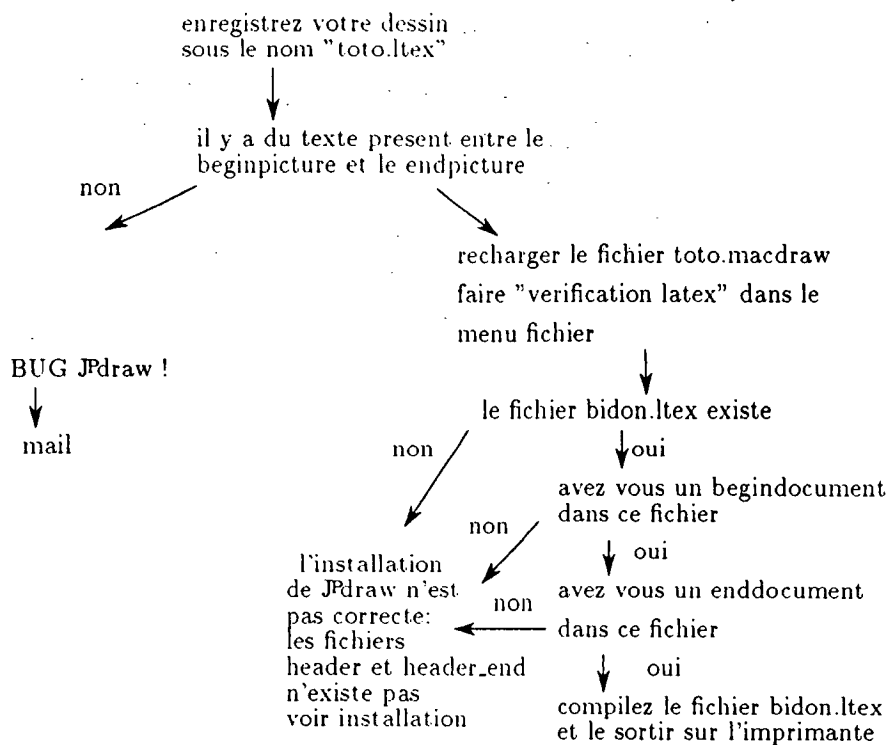 enregistrez votre dessin
sous le nom "toto.ltex"
il y a du texte present entre le
beginpicture et le endpicture
non
recharger le fichier toto.macdraw
faire "verification latex" dans le
menu fichier
BUG JPdraw !
mail
le fichier bidon.ltex existe
non
oui
avez vous un begindocument
dans ce fichier
non
oui
l'installation
de JPdraw n'est
pas correcte:
les fichiers
header et header_end
n'existe pas
voir installation
avez vous un enddocument
non
dans ce fichier
oui
compilez le fichier bidon.ltex
et le sortir sur l'imprimante